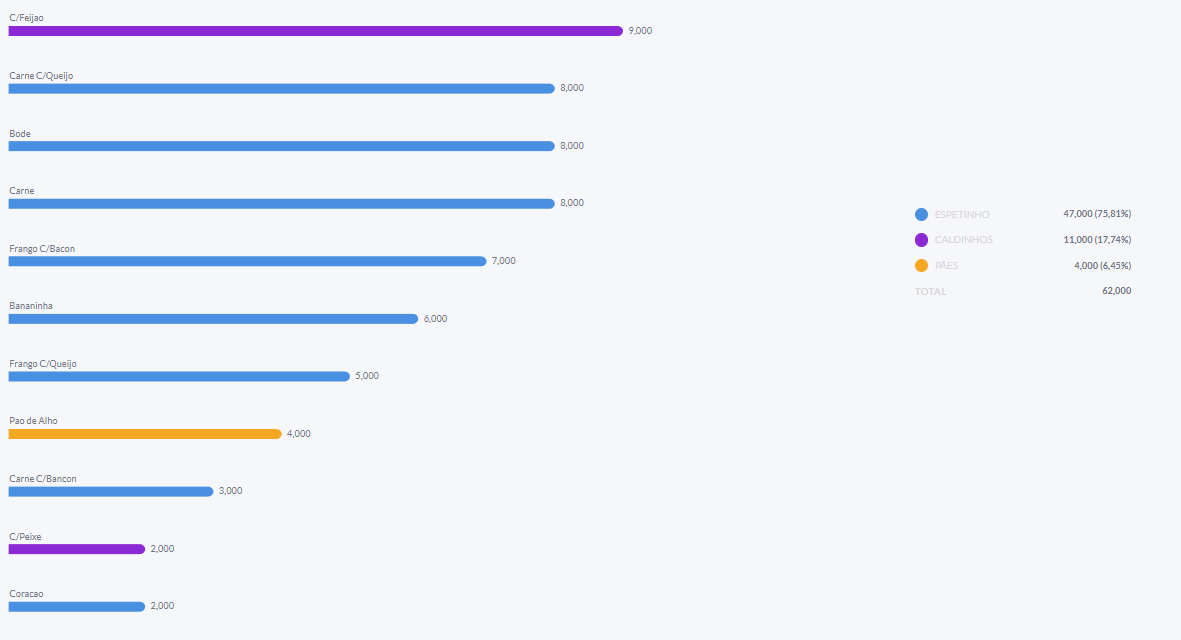 C/Feijao
9,000
Carne C/Queijo
8,000
Bode
8,000
Carne
8,000
Frango C/Bacon
7,000
Bananinha
6,000
Frango C/Queijo
5,000
Pao de Alho
4,000
Carne C/Bancon
3,000
C/Peixe
2,000
Coracao
2,000
ESPETINHO 47,000 (75,81%)
CALDINHOS 11,000 (17,74%)
PÃES 4,000 (6,45%)
TOTAL 62,000